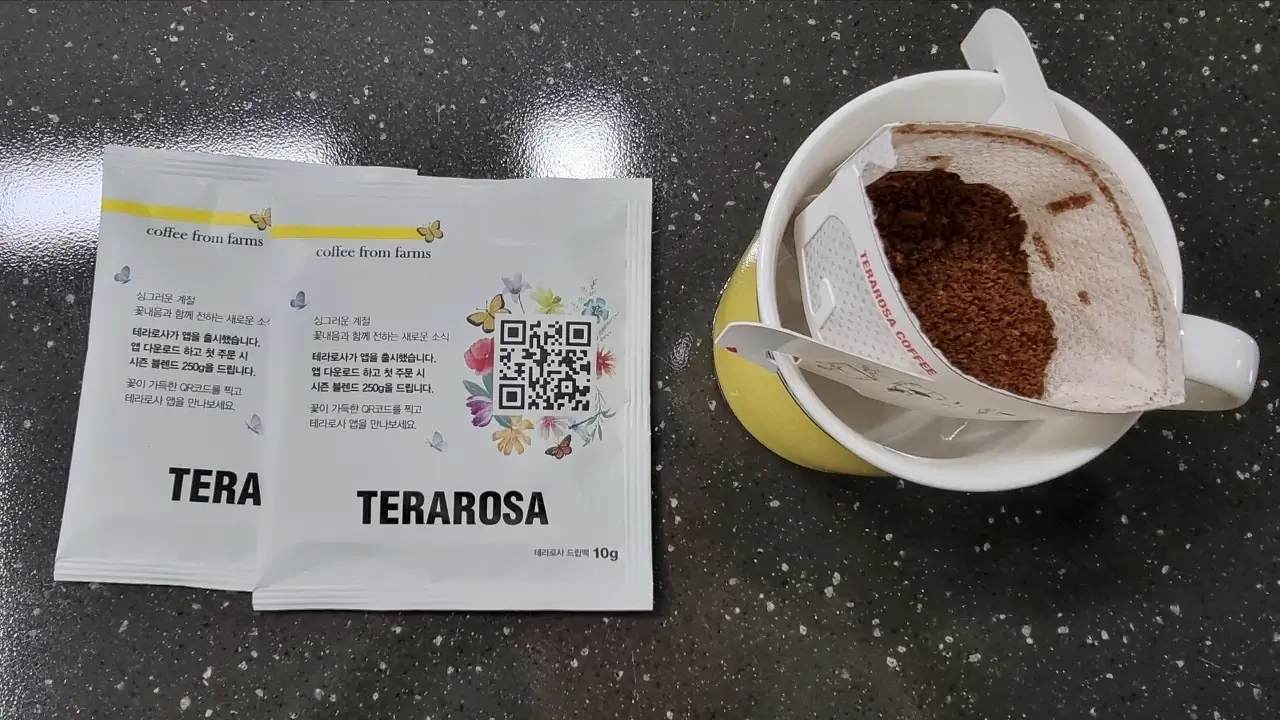 coffee from farms
싱그러운 계절
꽃내음과 함께 전하는 새로운 소식
테라로사가 앱을 출시했습니다.
앱 다운로드 하고 첫 주문 시
시즌 블렌드 250g을 드립니다.
꽃이 가득한 QR코드를 찍고
테라로사 앱을 만나보세요.
TERA
coffee from farms
싱그러운 계절
꽃내음과 함께 전하는 새로운 소식
테라로사가 앱을 출시했습니다.
앱 다운로드 하고 첫 주문 시
시즌 블렌드 250g을 드립니다.
꽃이 가득한 QR코드를 찍고
테라로사 앱을 만나보세요.
TERAROSA
테라로사 드립백 10g
TERAROSA COFFEE